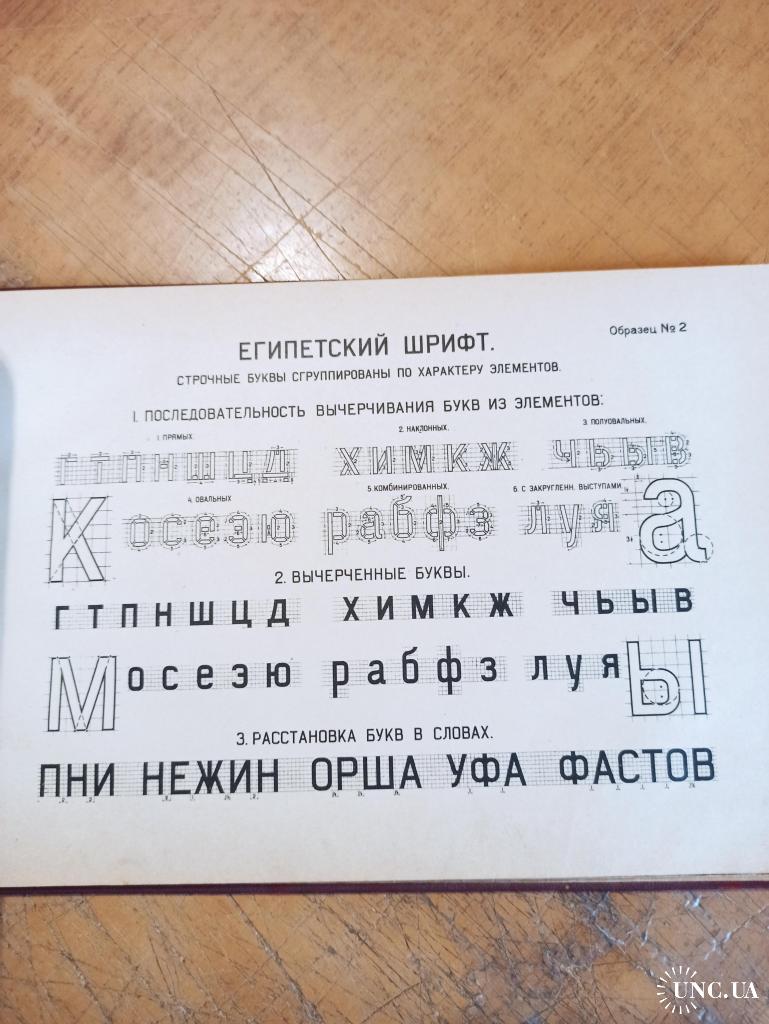 Образец № 2
ЕГИПЕТСКИЙ ШРИФТ.
СТРОЧНЫЕ БУКВЫ СГРУППИРОВАНЫ ПО ХАРАКТЕРУ ЭЛЕМЕНТОВ.
1. ПОСЛЕДОВАТЕЛЬНОСТЬ ВЫЧЕРЧИВАНИЯ БУКВ ИЗ ЭЛЕМЕНТОВ:
1. ПРЯМЫХ. 2. НАКЛОННЫХ. 3. ПОЛУОВАЛЬНЫХ.
г т п н ш ц д х и м к ж ч ь ы в
4. ОВАЛЬНЫХ 5. КОМБИНИРОВАННЫХ. 6. С ЗАКРУГЛЕНН. ВЫСТУПАМИ
К о с е э ю р а б ф з л у я а
2. ВЫЧЕРЧЕННЫЕ БУКВЫ.
г т п н ш ц д х и м к ж ч ь ы в
М о с е э ю р а б ф з л у я Ы
3. РАССТАНОВКА БУКВ В СЛОВАХ.
ПНИ НЕЖИН ОРША УФА ФАСТОВ
UNC.UA